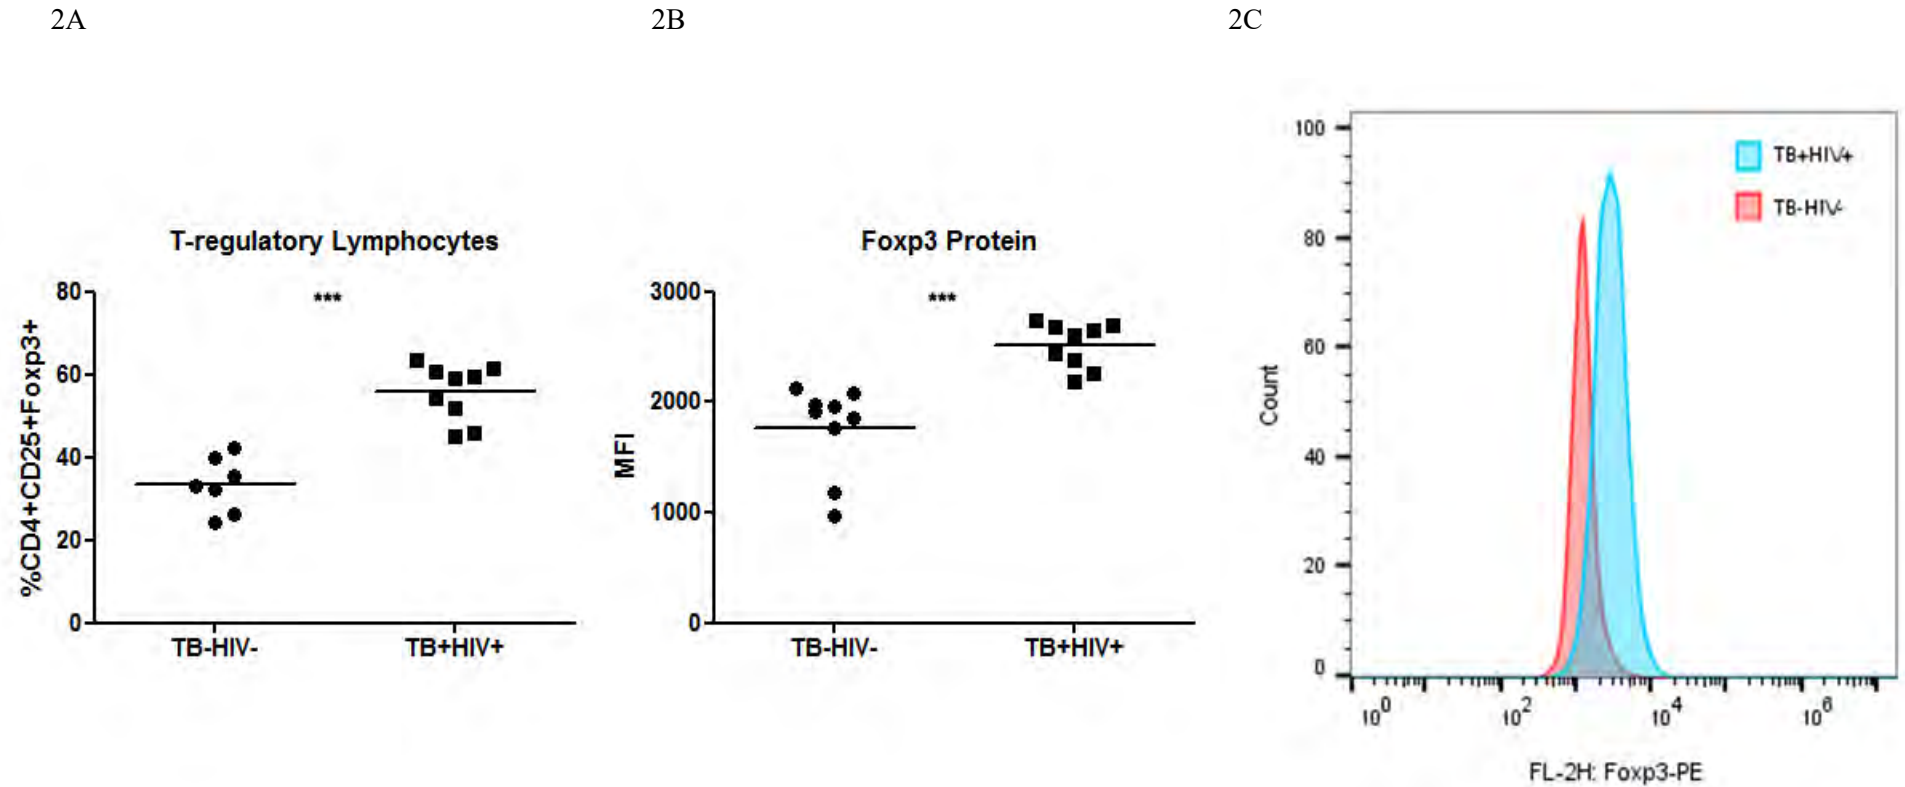 2A
2B
2C
T-regulatory Lymphocytes
***
%CD4+CD25+Foxp3+
80
60
40
20
0
TB-HIV-
TB+HIV+
Foxp3 Protein
***
MFI
3000
2000
1000
0
TB-HIV-
TB+HIV+
TB+HIV+
TB-HIV-
Count
100
80
60
40
20
0
10^0
10^2
10^4
10^6
FL-2H: Foxp3-PE